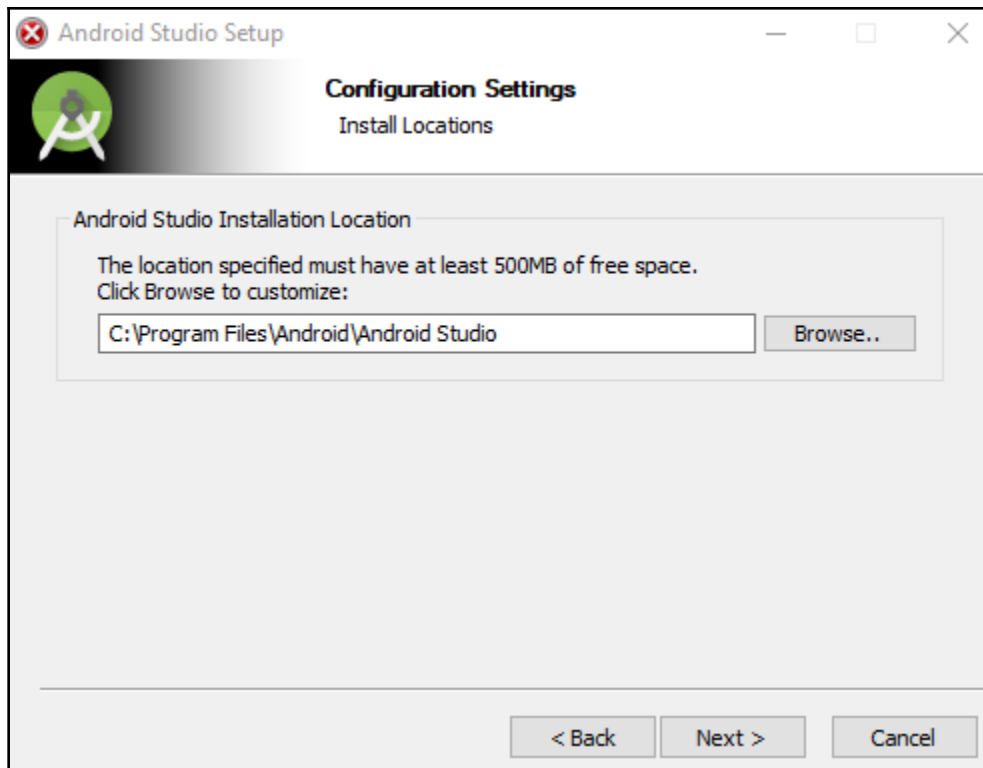 Android Studio Setup
Configuration Settings
Install Locations
Android Studio Installation Location
The location specified must have at least 500MB of free space.
Click Browse to customize:
C:\Program Files\Android\Android Studio
Browse..
< Back
Next >
Cancel